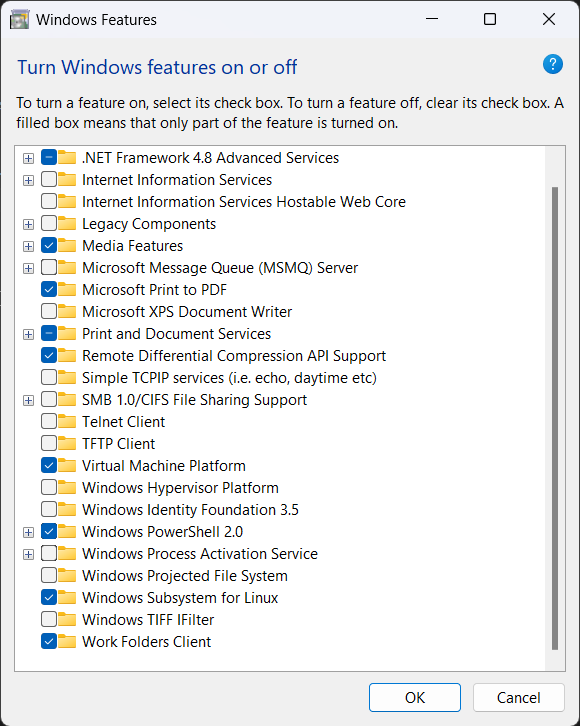 Windows Features
Turn Windows features on or off
?
To turn a feature on, select its check box. To turn a feature off, clear its check box. A
filled box means that only part of the feature is turned on.
.NET Framework 4.8 Advanced Services
Internet Information Services
Internet Information Services Hostable Web Core
Legacy Components
Media Features
Microsoft Message Queue (MSMQ) Server
Microsoft Print to PDF
Microsoft XPS Document Writer
Print and Document Services
Remote Differential Compression API Support
Simple TCPIP services (i.e. echo, daytime etc)
SMB 1.0/CIFS File Sharing Support
Telnet Client
TFTP Client
Virtual Machine Platform
Windows Hypervisor Platform
Windows Identity Foundation 3.5
Windows PowerShell 2.0
Windows Process Activation Service
Windows Projected File System
Windows Subsystem for Linux
Windows TIFF IFilter
Work Folders Client
OK Cancel